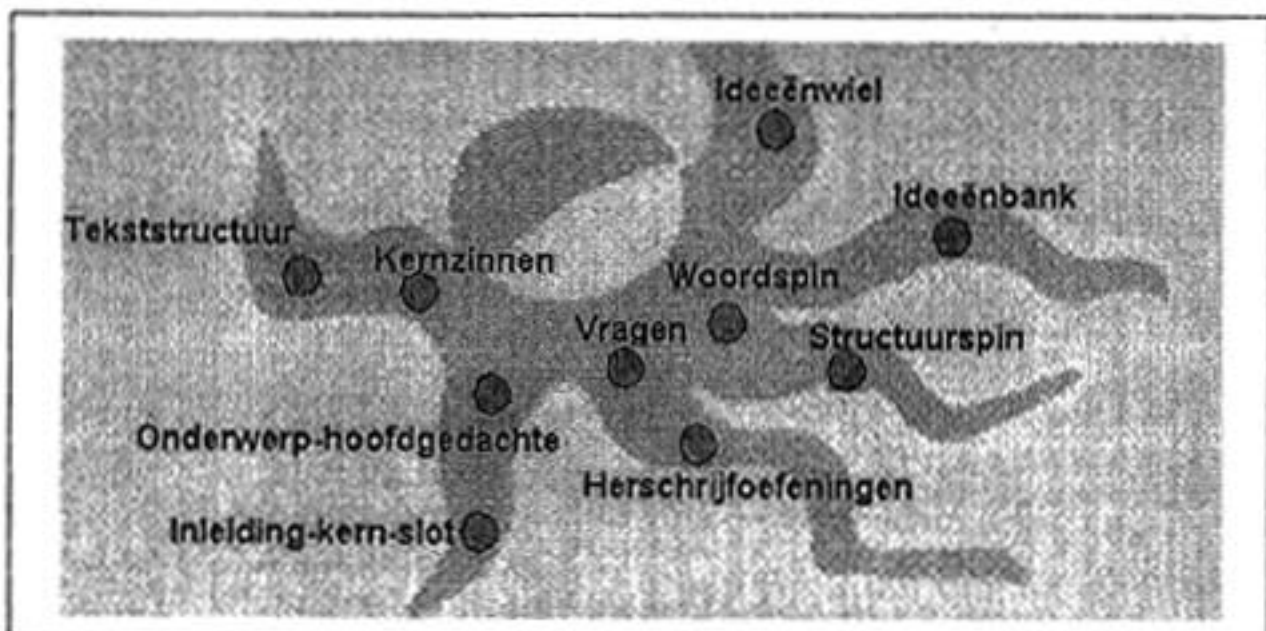 Ideeënwiel
Ideeënbank
Tekststructuur
Kernzinnen
Woordspin
Vragen
Structuurspin
Onderwerp-hoofdgedachte
Herschrijfoefeningen
Inleiding-kern-slot